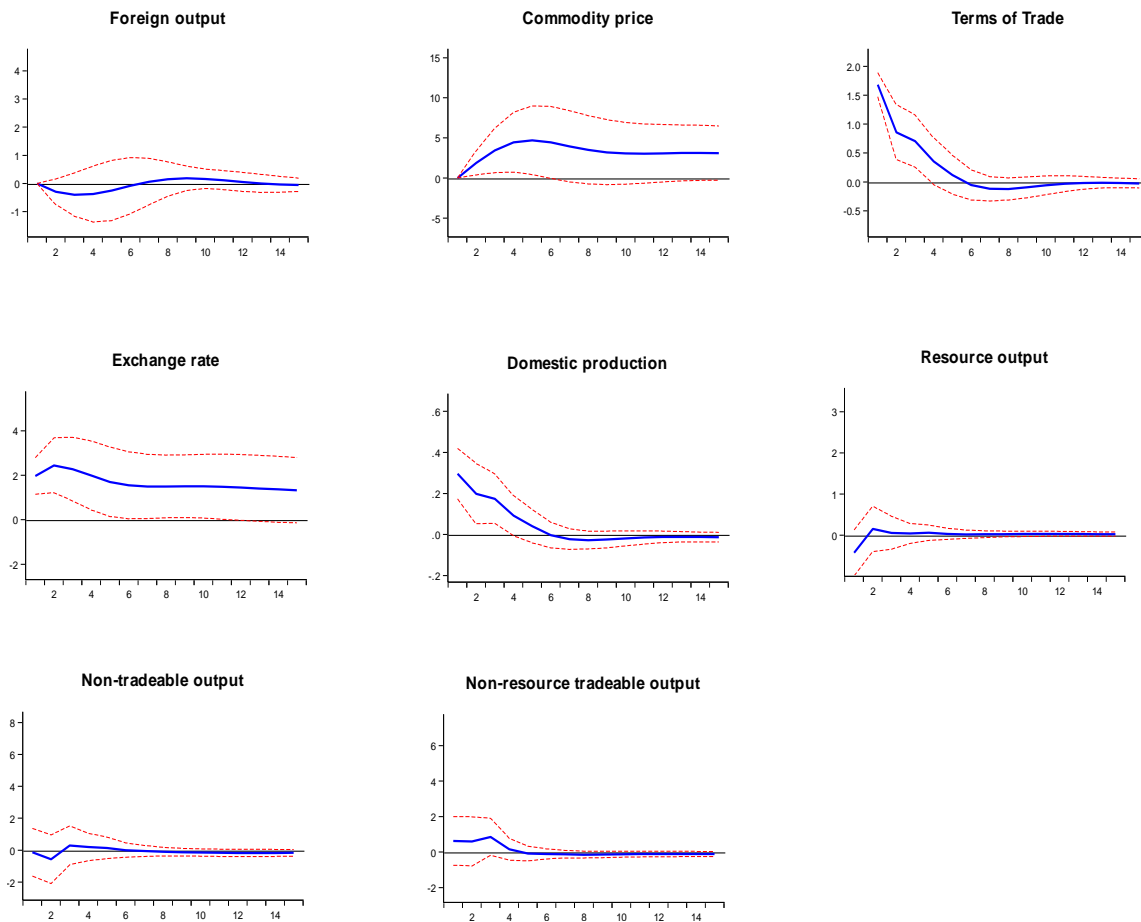 Foreign output
4
3
2
1
0
-1
2 4 6 8 10 12 14
Commodity price
15
10
5
0
-5
2 4 6 8 10 12 14
Terms of Trade
2.0
1.5
1.0
0.5
0.0
-0.5
2 4 6 8 10 12 14
Exchange rate
4
2
0
-2
2 4 6 8 10 12 14
Domestic production
.6
.4
.2
.0
-.2
2 4 6 8 10 12 14
Resource output
3
2
1
0
2 4 6 8 10 12 14
Non-tradeable output
8
6
4
2
0
-2
2 4 6 8 10 12 14
Non-resource tradeable output
6
4
2
0
-2
2 4 6 8 10 12 14